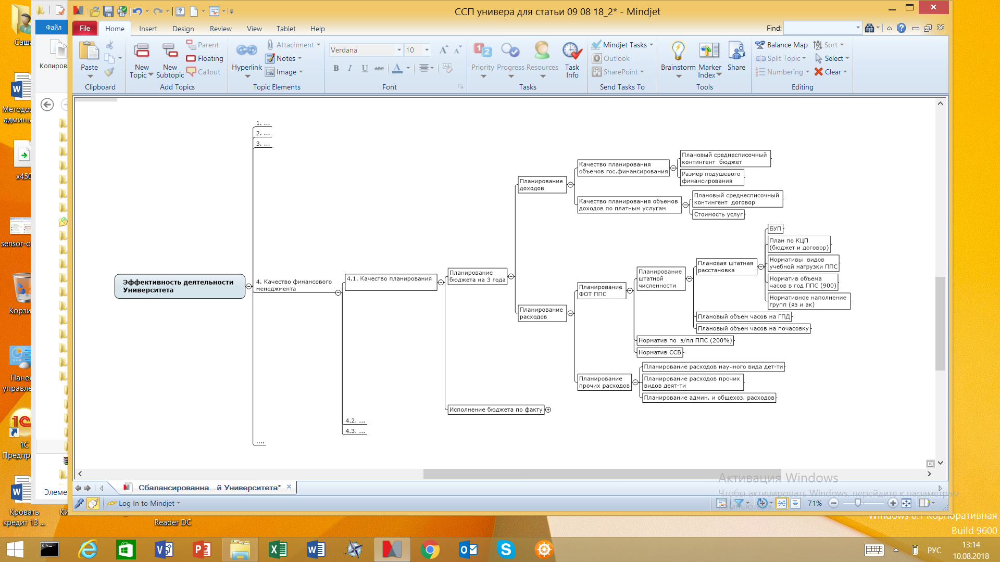 ССП универа для статьи 09 08 18_2* - Mindjet
Файл
File
Home
Insert
Design
Review
View
Tablet
Help
Find:
Paste
New Topic
New Subtopic
Parent
Floating
Callout
Hyperlink
Attachment
Notes
Image
Verdana
10
B I U ABC A
Priority
Progress
Resources
Task Info
Mindjet Tasks
Outlook
SharePoint
Brainstorm
Marker Index
Share
Balance Map
Split Topic
Numbering
Sort
Select
Clear
Clipboard
Add Topics
Topic Elements
Font
Tasks
Send Tasks To
Tools
Editing
1. ...
2. ...
3. ...
Эффективность деятельности
Университета
4. Качество финансового
менеджмента
4.1. Качество планирования
Планирование
бюджета на 3 года
Планирование
доходов
Качество планирования
объемов гос.финансирования
Плановый среднесписочный
контингент бюджет
Размер подушевого
финансирования
Качество планирования объемов
доходов по платным услугам
Плановый среднесписочный
контингент договор
Стоимость услуг
Планирование
расходов
Планирование
ФОТ ППС
Планирование
штатной
численности
Плановая штатная
расстановка
БУП
План по КЦП
(бюджет и договор)
Нормативы видов
учебной нагрузки ППС
Норматив объема
часов в год ППС (900)
Нормативное наполнение
групп (яз и ак)
Плановый объем часов на ГПД
Плановый объем часов на почасовку
Норматив по з/пл ППС (200%)
Норматив ССВ
Планирование
прочих расходов
Планирование расходов научного вида дет-ти
Планирование расходов прочих
видов деят-ти
Планирование админ. и общехоз. расходов
Исполнение бюджета по факту
4.2. ...
4.3. ...
....
Сбалансированна...й Университета*
Log In to Mindjet
71%
Активация Windows
Чтобы активировать Windows, перейдите к параметрам
компьютера.
Windows 8.1 Корпоративная
Build 9600
Саша
Копиров
Методо
админ
x450
sensor-o
Корзи
Панел
управле
1С
Предпр
Элеме
Кровать
кредит 13 ...
Reader DC
РУС
13:14
10.08.2018